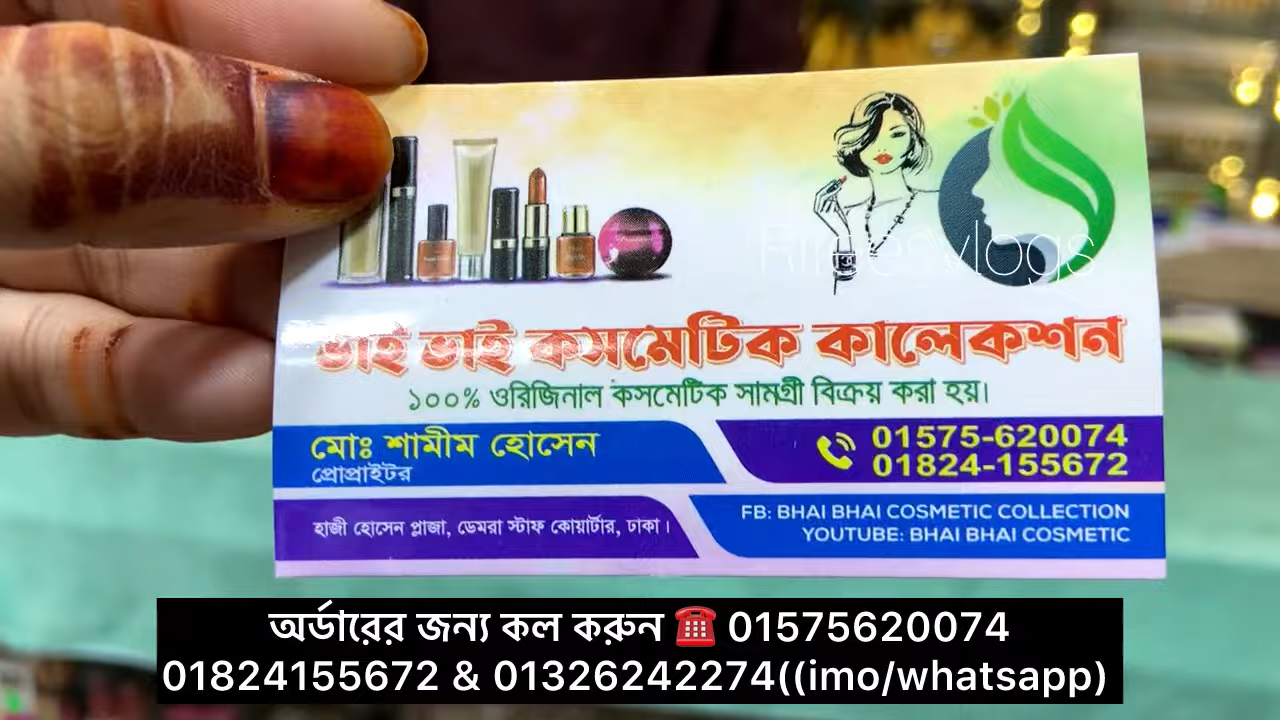 ভাই ভাই কসমেটিক কালেকশন
১০০% ওরিজিনাল কসমেটিক সামগ্রী বিক্রয় করা হয়।
মোঃ শামীম হোসেন
প্রোপ্রাইটর
01575-620074
01824-155672
হাজী হোসেন প্লাজা, ডেমরা স্টাফ কোয়ার্টার, ঢাকা।
FB: BHAI BHAI COSMETIC COLLECTION
YOUTUBE: BHAI BHAI COSMETIC
অর্ডারের জন্য কল করুন ☎️ 01575620074
01824155672 & 01326242274((imo/whatsapp)